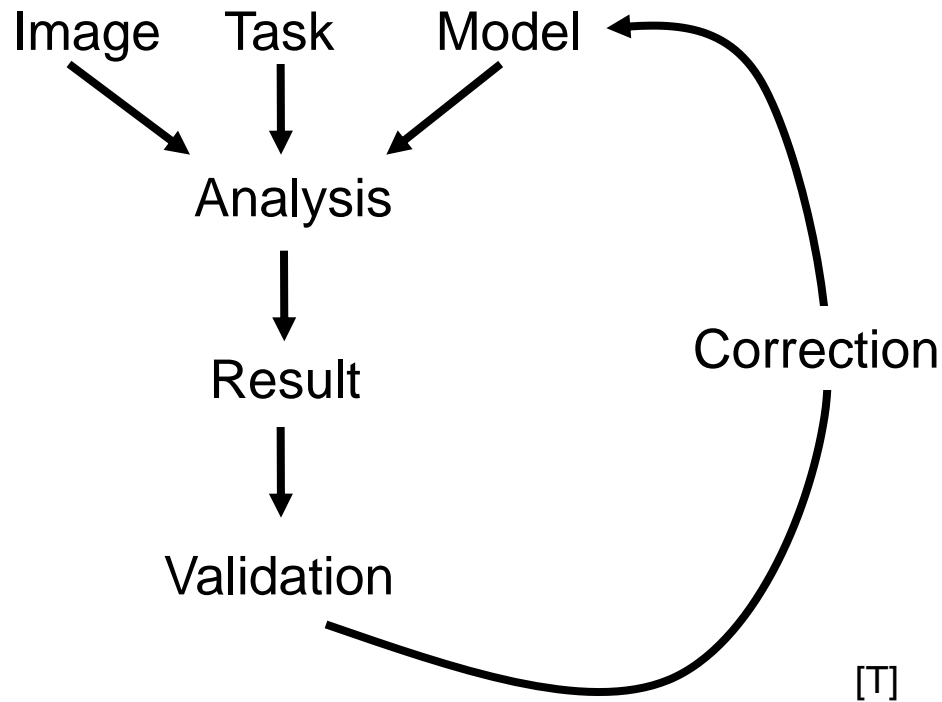 Image Task Model
Analysis
Correction
Result
Validation
[T]